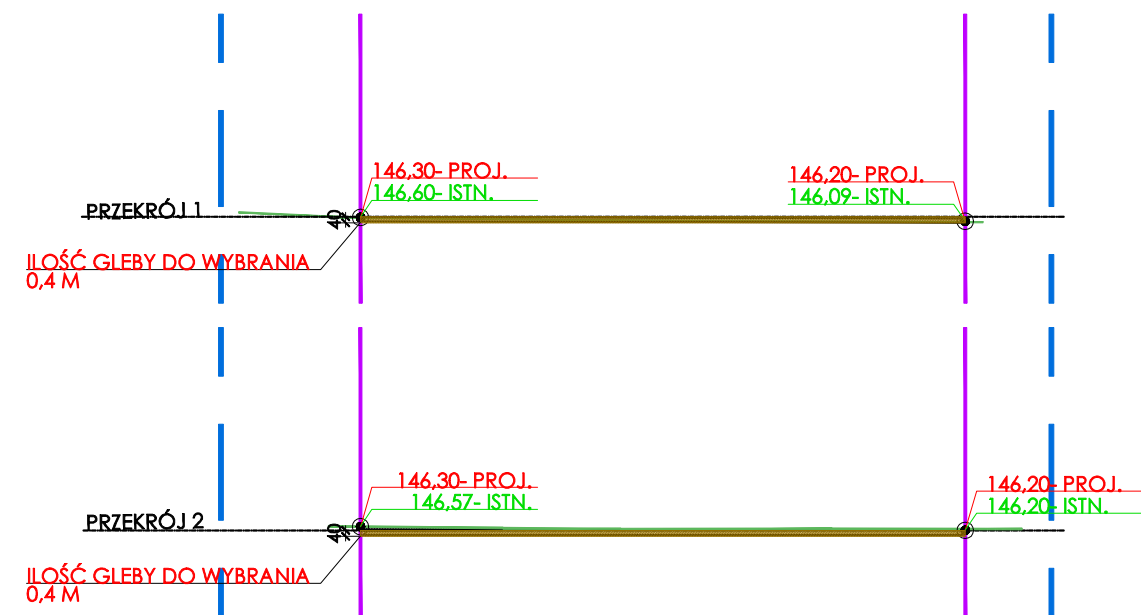 146,30- PROJ.
146,60- ISTN.
146,20- PROJ.
146,09- ISTN.
PRZEKRÓJ 1
40
ILOŚĆ GLEBY DO WYBRANIA
0,4 M
146,30- PROJ.
146,57- ISTN.
146,20- PROJ.
146,20- ISTN.
PRZEKRÓJ 2
40
ILOŚĆ GLEBY DO WYBRANIA
0,4 M